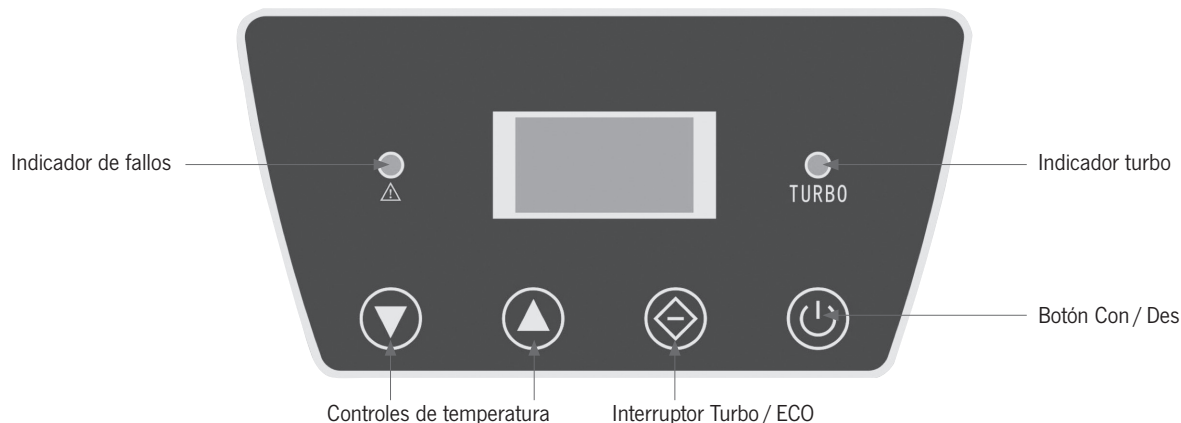 Indicador de fallos
Indicador turbo
TURBO
Botón Con / Des
Controles de temperatura
Interruptor Turbo / ECO